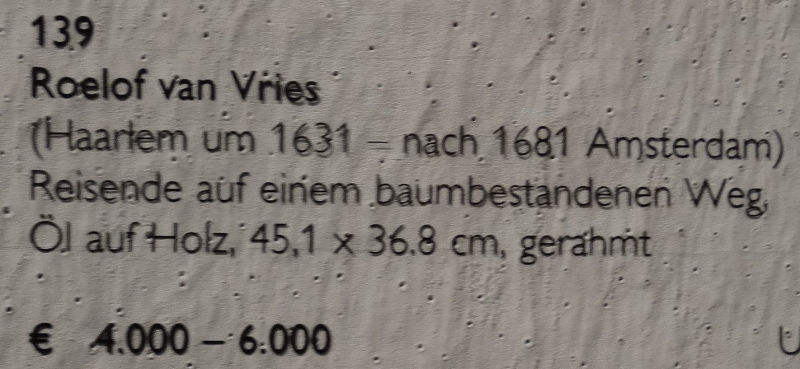 139
Roelof van Vries
(Haarlem um 1631 – nach 1681 Amsterdam)
Reisende auf einem baumbestandenen Weg,
Öl auf Holz, 45,1 x 36.8 cm, gerahmt
€ 4.000 – 6.000